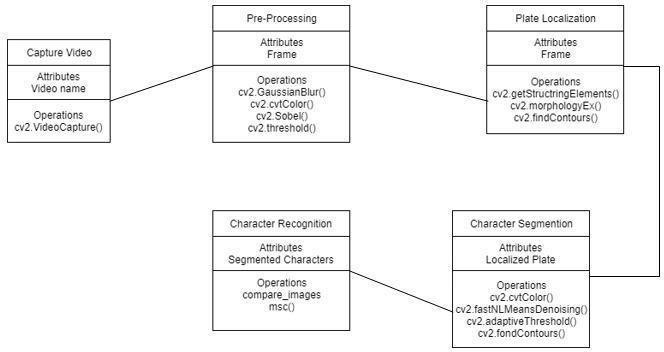 Capture Video
Attributes
Video name
Operations
cv2.VideoCapture()
Pre-Processing
Attributes
Frame
Operations
cv2.GaussianBlur()
cv2.cvtColor()
cv2.Sobel()
cv2.threshold()
Plate Localization
Attributes
Frame
Operations
cv2.getStructringElements()
cv2.morphologyEx()
cv2.findContours()
Character Segmention
Attributes
Localized Plate
Operations
cv2.cvtColor()
cv2.fastNLMeansDenoising()
cv2.adaptiveThreshold()
cv2.fondContours()
Character Recognition
Attributes
Segmented Characters
Operations
compare_images
msc()